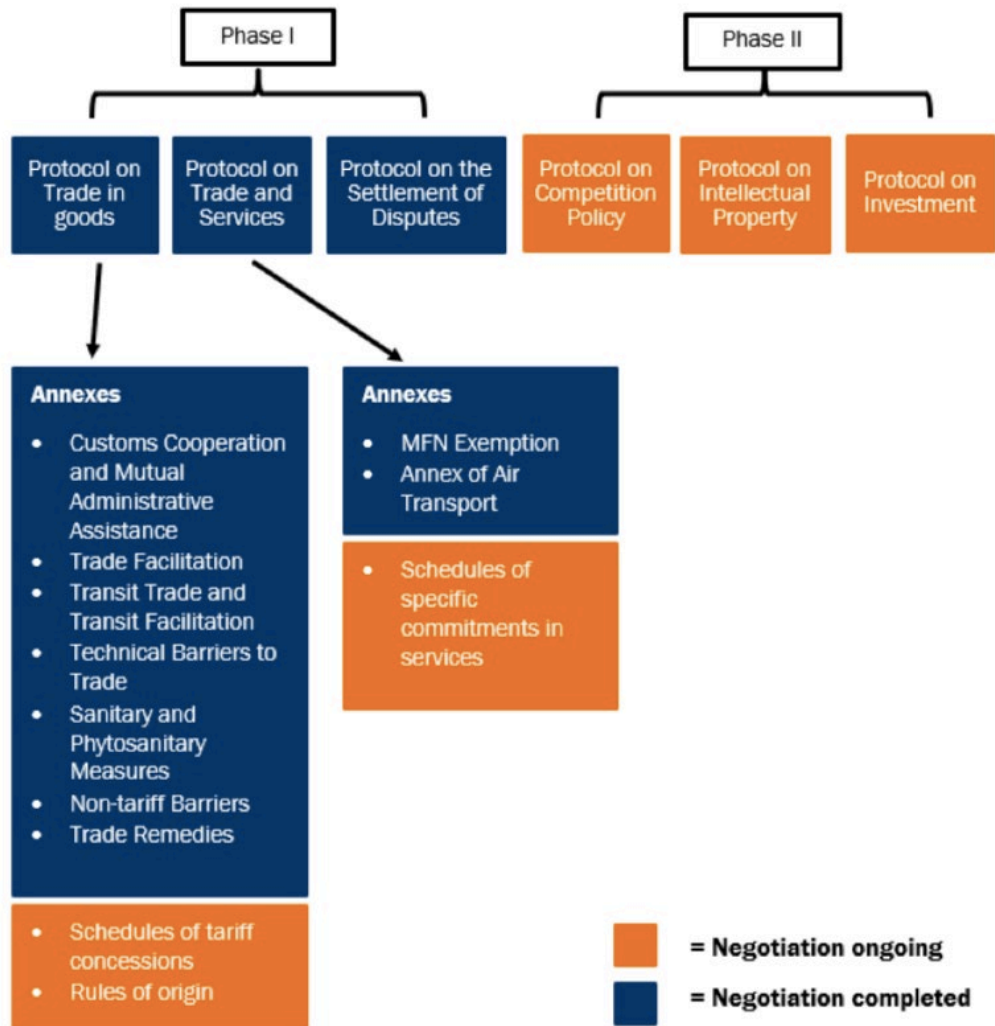 Phase I
Phase II
Protocol on
Trade in
goods
Protocol on
Trade and
Services
Protocol on the
Settlement of
Disputes
Protocol on
Competition
Policy
Protocol on
Intellectual
Property
Protocol on
Investment
Annexes
• Customs Cooperation
and Mutual
Administrative
Assistance
• Trade Facilitation
• Transit Trade and
Transit Facilitation
• Technical Barriers to
Trade
• Sanitary and
Phytosanitary
Measures
• Non-tariff Barriers
• Trade Remedies
• Schedules of tariff
concessions
• Rules of origin
Annexes
• MFN Exemption
• Annex of Air
Transport
• Schedules of
specific
commitments in
services
= Negotiation ongoing
= Negotiation completed